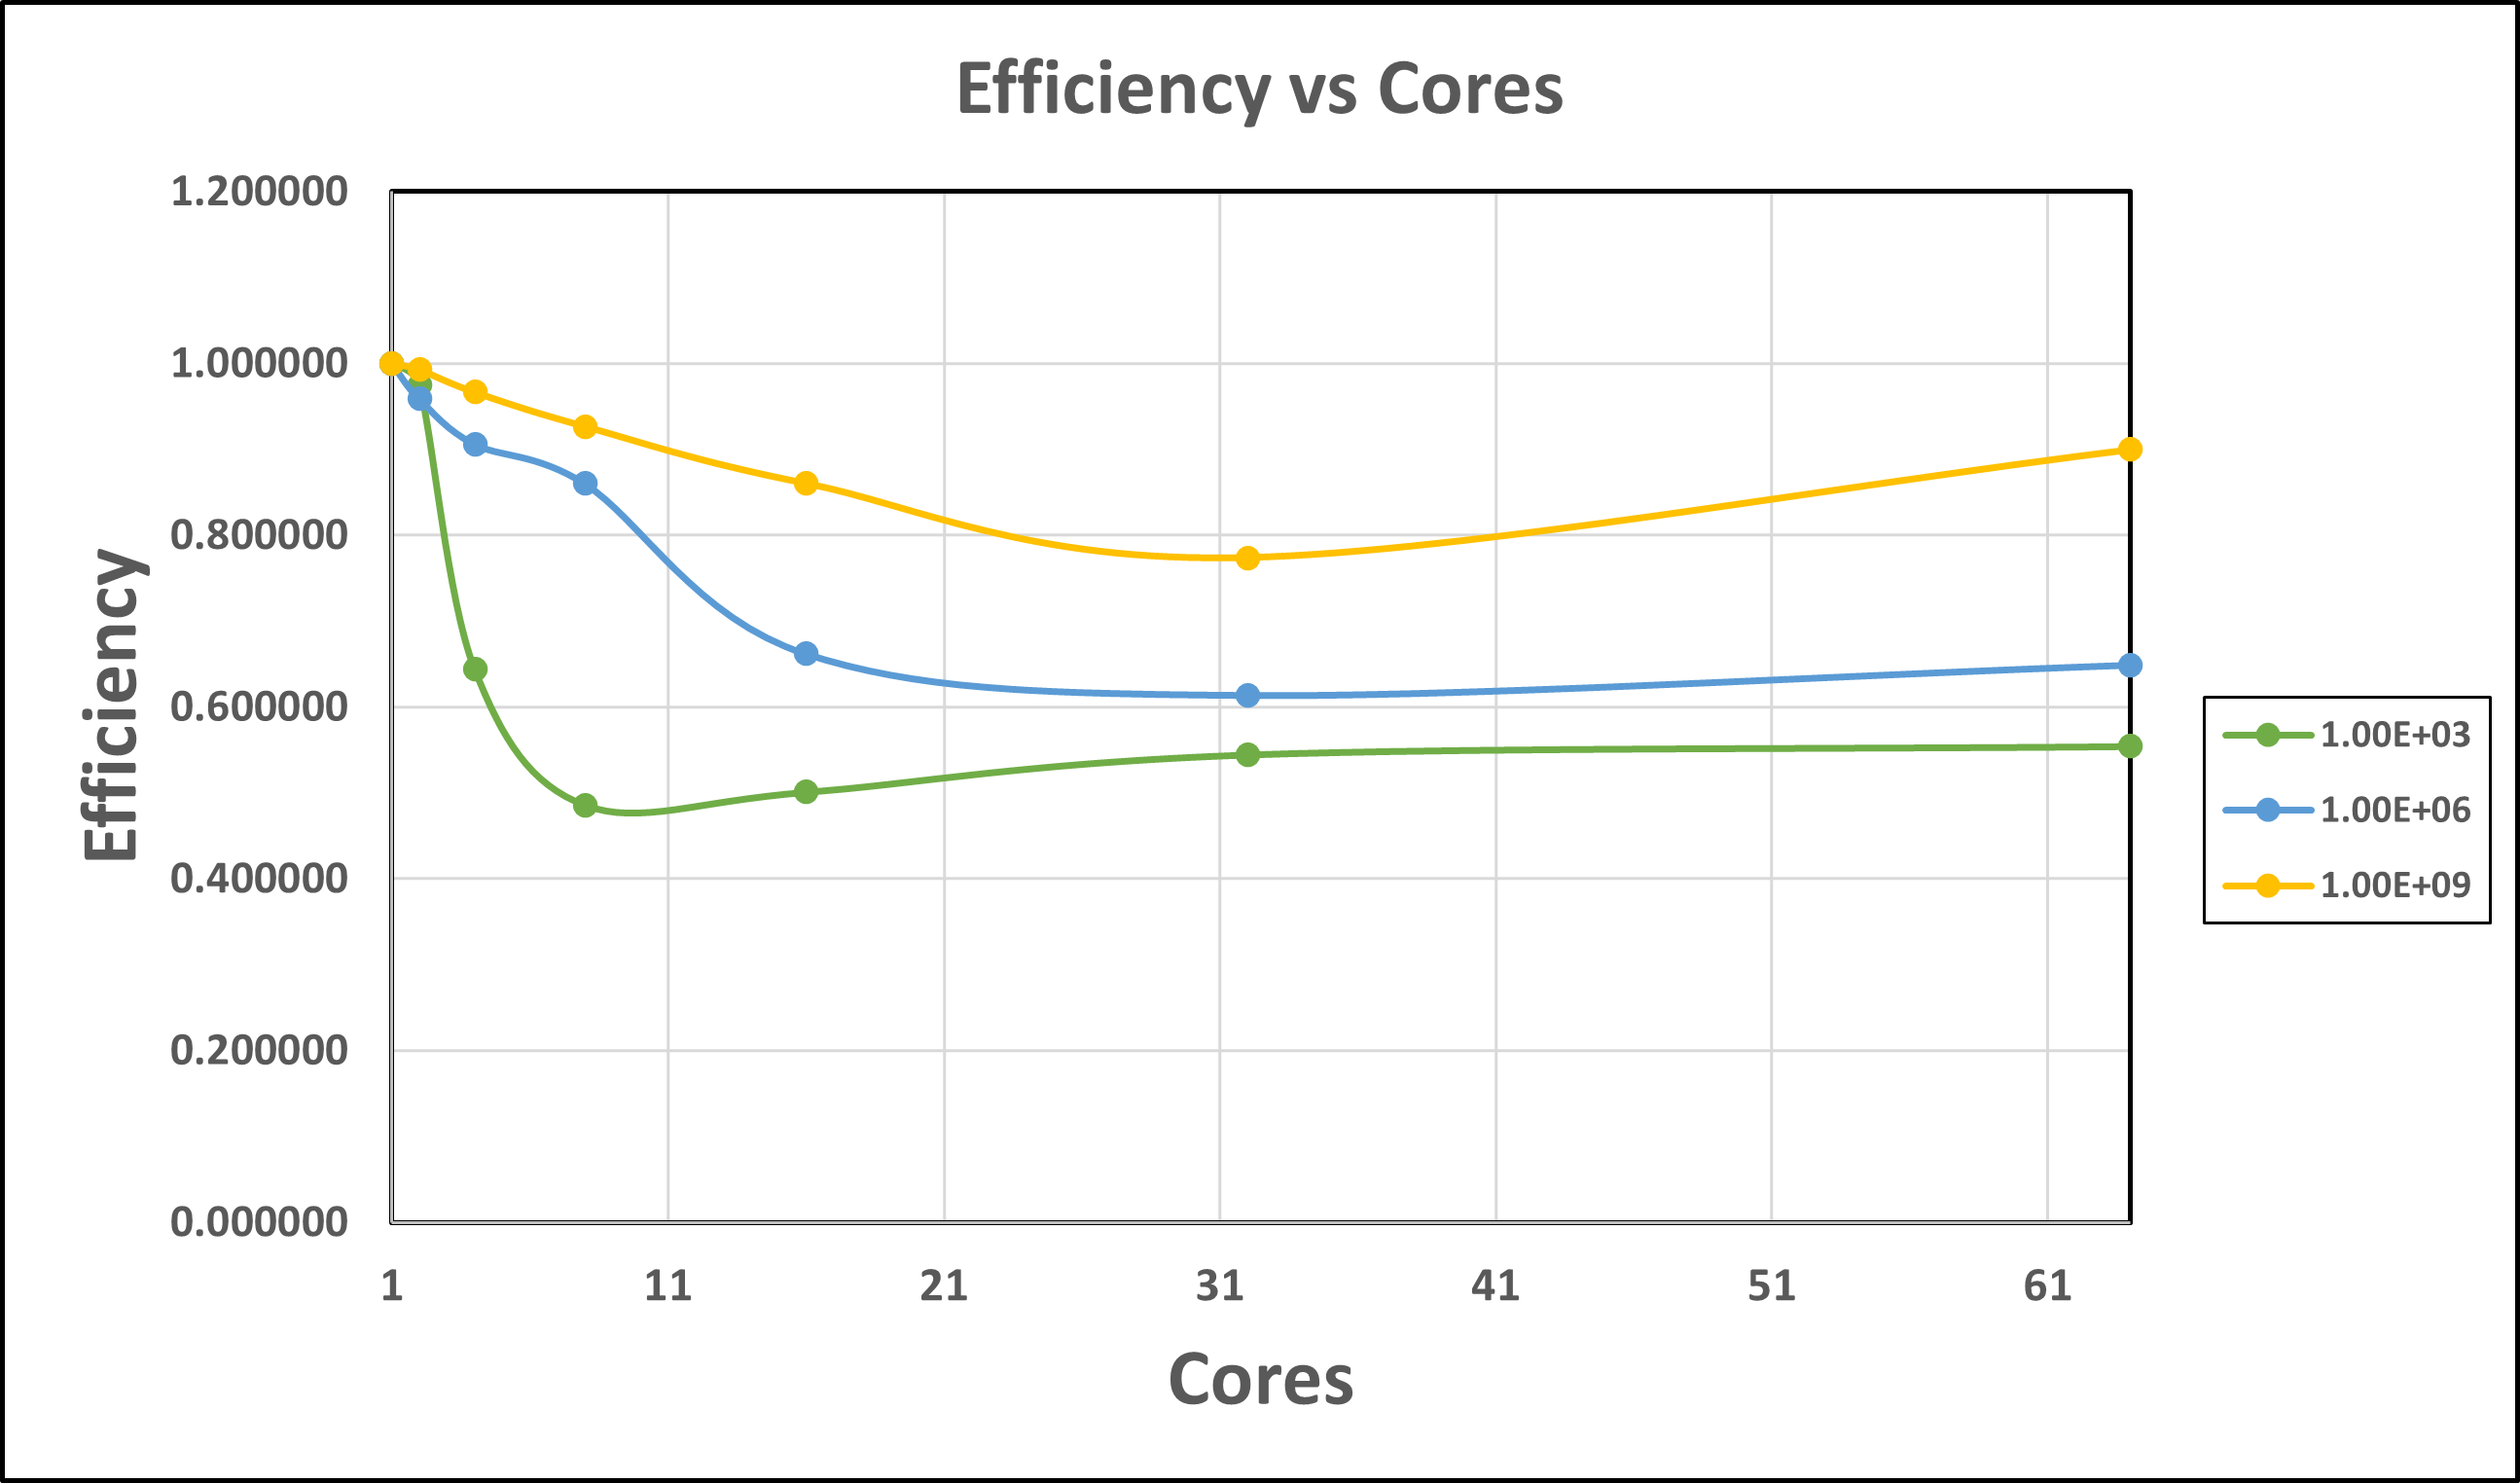 Efficiency vs Cores
1.200000
1.000000
0.800000
0.600000
0.400000
0.200000
0.000000
Efficiency
1 11 21 31 41 51 61
Cores
1.00E+03
1.00E+06
1.00E+09